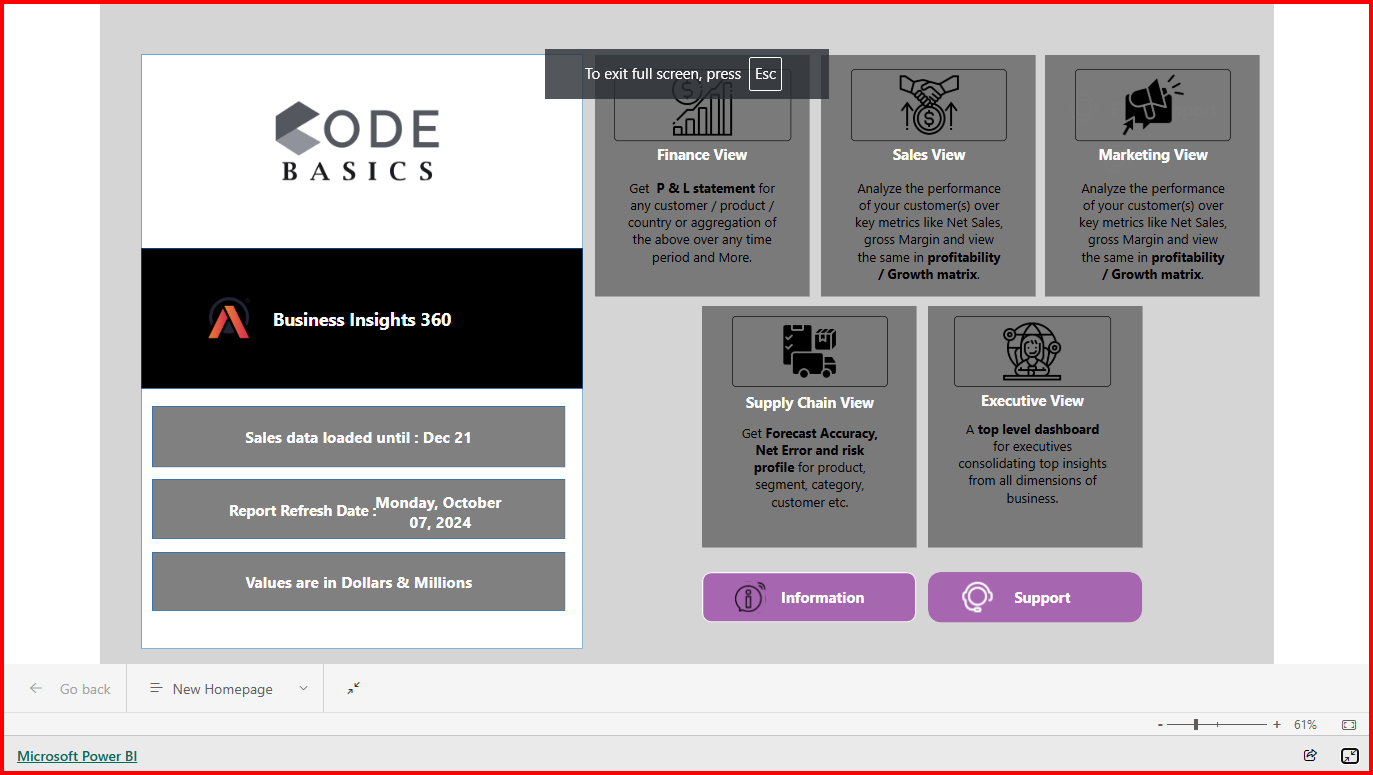 To exit full screen, press Esc
CODE
BASICS
Business Insights 360
Sales data loaded until : Dec 21
Report Refresh Date :
Monday, October
07, 2024
Values are in Dollars & Millions
Finance View
Get P & L statement for
any customer / product /
country or aggregation of
the above over any time
period and More.
Sales View
Analyze the performance
of your customer(s) over
key metrics like Net Sales,
gross Margin and view
the same in profitability
/ Growth matrix.
Marketing View
Analyze the performance
of your customer(s) over
key metrics like Net Sales,
gross Margin and view
the same in profitability
/ Growth matrix.
Supply Chain View
Get Forecast Accuracy,
Net Error and risk
profile for product,
segment, category,
customer etc.
Executive View
A top level dashboard
for executives
consolidating top insights
from all dimensions of
business.
Information
Support
Go back
New Homepage
- + 61%
Microsoft Power BI